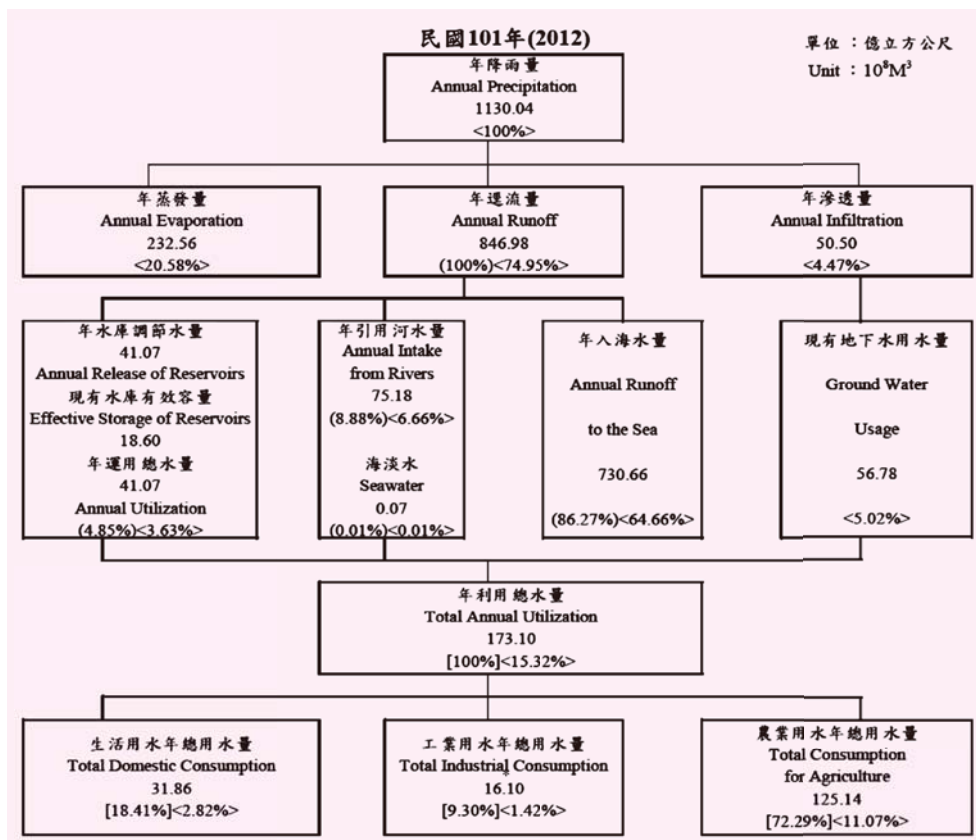 民國101年(2012)
單位：億立方公尺
Unit：10⁸M³
年降雨量
Annual Precipitation
1130.04
<100%>
年蒸發量
Annual Evaporation
232.56
<20.58%>
年逕流量
Annual Runoff
846.98
(100%)<74.95%>
年滲透量
Annual Infiltration
50.50
<4.47%>
年水庫調節水量
41.07
Annual Release of Reservoirs
現有水庫有效容量
Effective Storage of Reservoirs
18.60
年運用總水量
41.07
Annual Utilization
(4.85%)<3.63%>
年引用河水量
Annual Intake
from Rivers
75.18
(8.88%)<6.66%>
海淡水
Seawater
0.07
(0.01%)<0.01%>
年入海水量
Annual Runoff
to the Sea
730.66
(86.27%)<64.66%>
現有地下水用水量
Ground Water
Usage
56.78
<5.02%>
年利用總水量
Total Annual Utilization
173.10
[100%]<15.32%>
生活用水年總用水量
Total Domestic Consumption
31.86
[18.41%]<2.82%>
工業用水年總用水量
Total Industrial Consumption
*
16.10
[9.30%]<1.42%>
農業用水年總用水量
Total Consumption
for Agriculture
125.14
[72.29%]<11.07%>